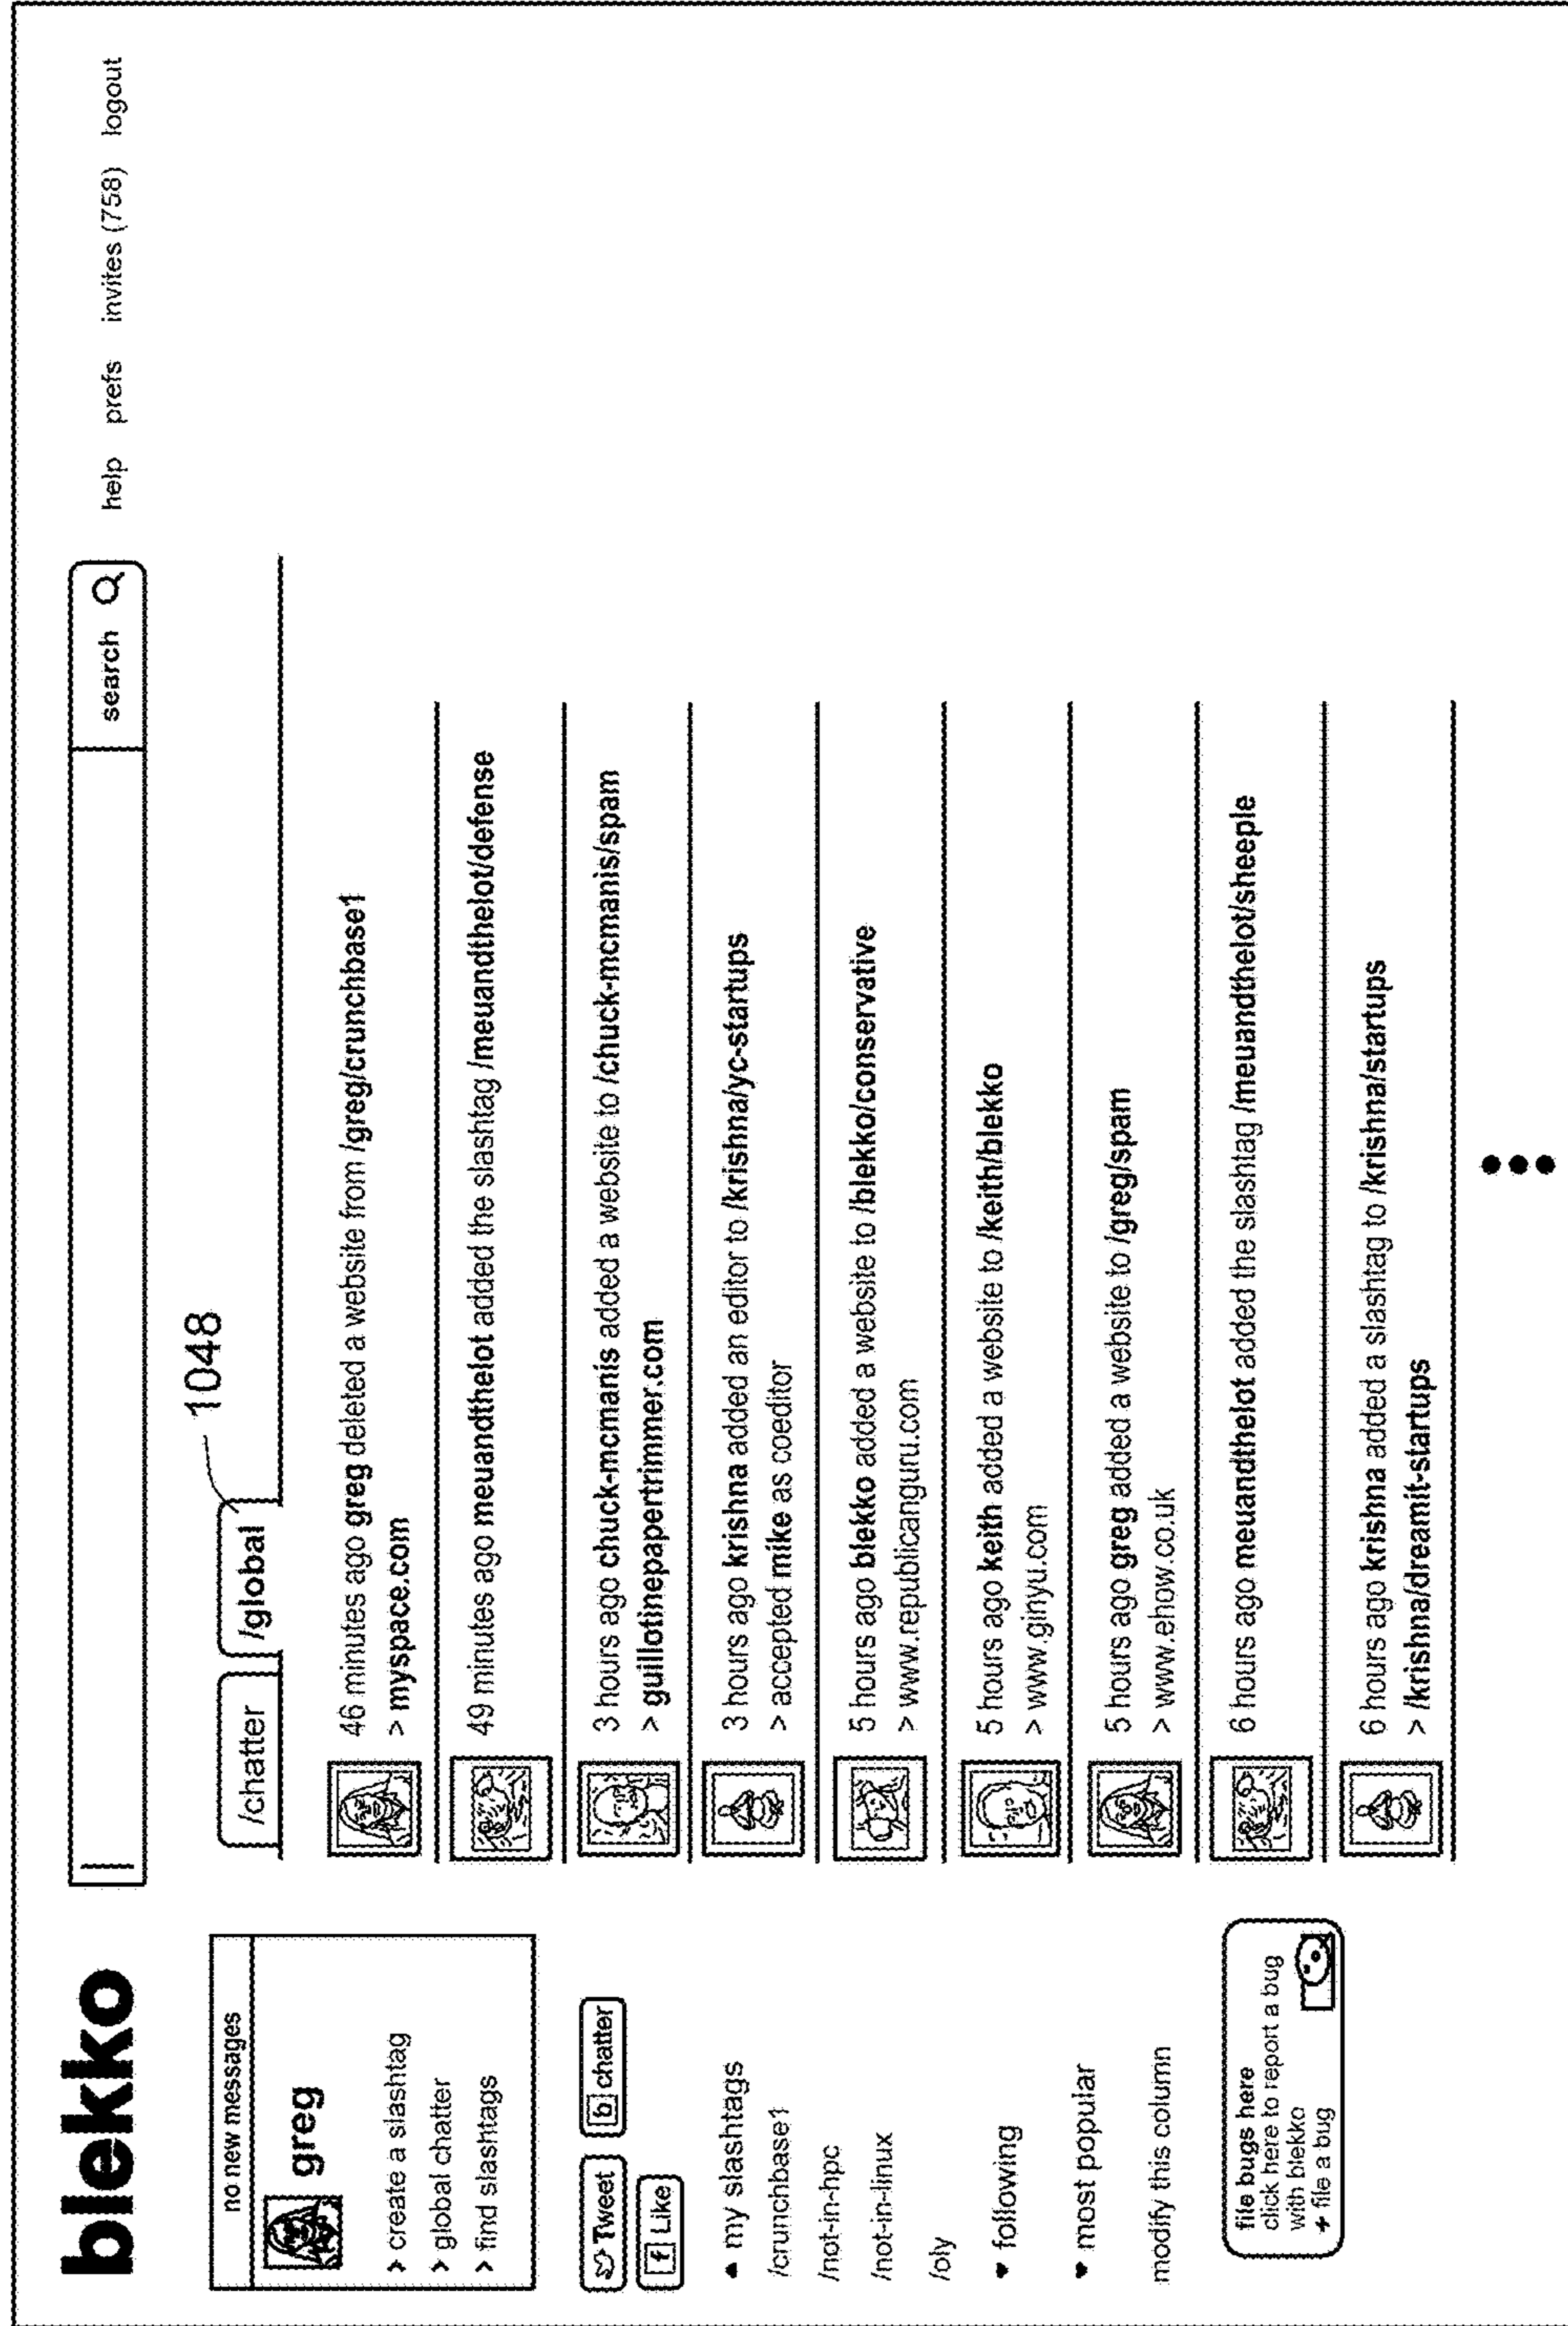 blekko
search
help prefs invites (758) logout
no new messages
greg
> create a slashtag
> global chatter
> find slashtags
Tweet
b chatter
f Like
my slashtags
/crunchbase1
/not-in-hpc
/not-in-linux
/oly
following
most popular
modify this column
file bugs here
click here to report a bug
with blekko
file a bug
/chatter
/global
1048
46 minutes ago greg deleted a website from /greg/crunchbase1
> myspace.com
49 minutes ago meuandthelot added the slashtag /meuandthelot/defense
3 hours ago chuck-mcmanis added a website to /chuck-mcmanis/spam
> guillotinepapertrimmer.com
3 hours ago krishna added an editor to /krishna/yc-startups
> accepted mike as coeditor
5 hours ago blekko added a website to /blekko/conservative
> www.republicanguru.com
5 hours ago keith added a website to /keith/blekko
> www.ginyu.com
5 hours ago greg added a website to /greg/spam
> www.ehow.co.uk
6 hours ago meuandthelot added the slashtag /meuandthelot/sheeple
6 hours ago krishna added a slashtag to /krishna/startups
> /krishna/dreamit-startups